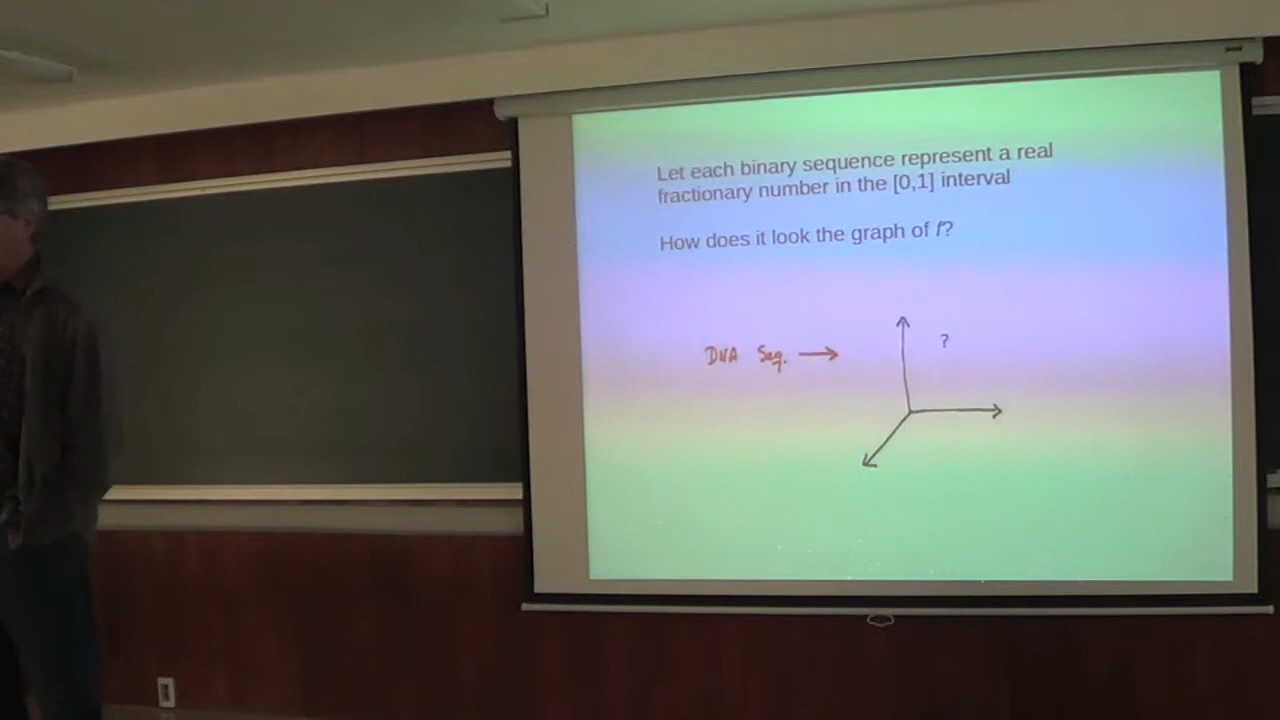 Let each binary sequence represent a real
fractionary number in the [0,1] interval
How does it look the graph of f?
?
DNA Seq. →